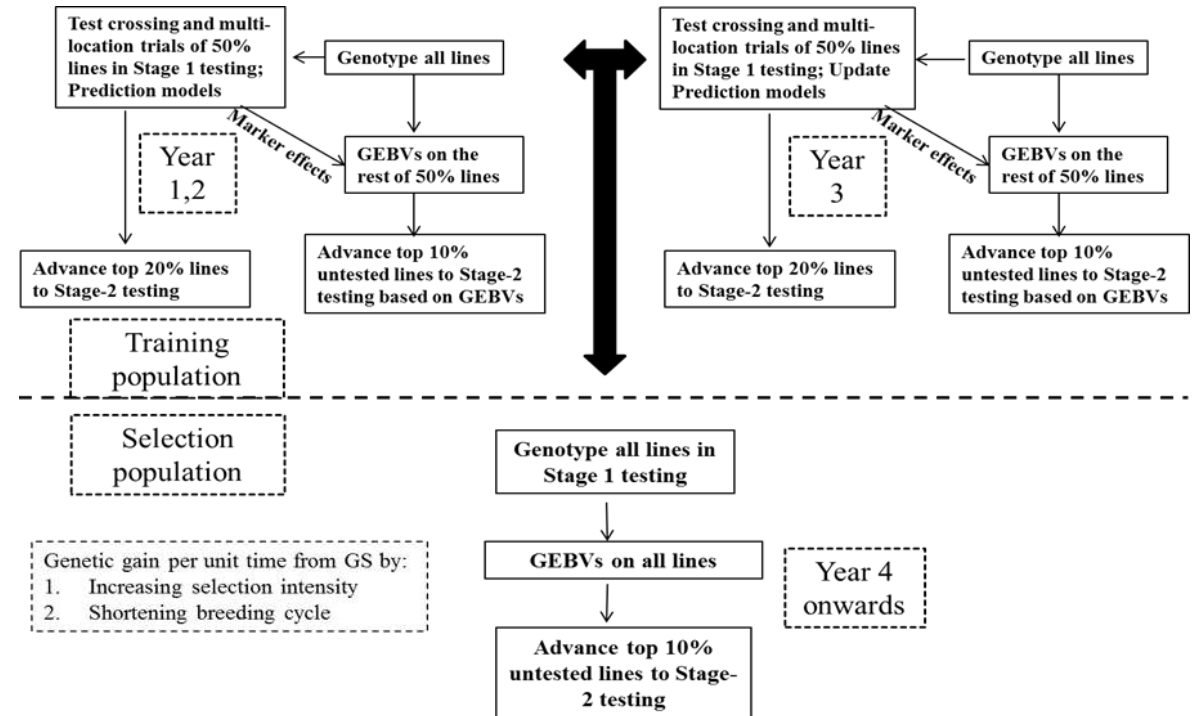 Test crossing and multi-
location trials of 50%
lines in Stage 1 testing;
Prediction models
Genotype all lines
Marker effects
Year
1,2
GEBVs on the
rest of 50% lines
Advance top 20% lines
to Stage-2 testing
Advance top 10%
untested lines to Stage-2
testing based on GEBVs
Test crossing and multi-
location trials of 50% lines
in Stage 1 testing; Update
Prediction models
Genotype all lines
Marker effects
Year
3
GEBVs on the
rest of 50% lines
Advance top 20% lines
to Stage-2 testing
Advance top 10%
untested lines to Stage-2
testing based on GEBVs
Training
population
Selection
population
Genotype all lines in
Stage 1 testing
GEBVs on all lines
Advance top 10%
untested lines to Stage-
2 testing
Year 4
onwards
Genetic gain per unit time from GS by:
1. Increasing selection intensity
2. Shortening breeding cycle